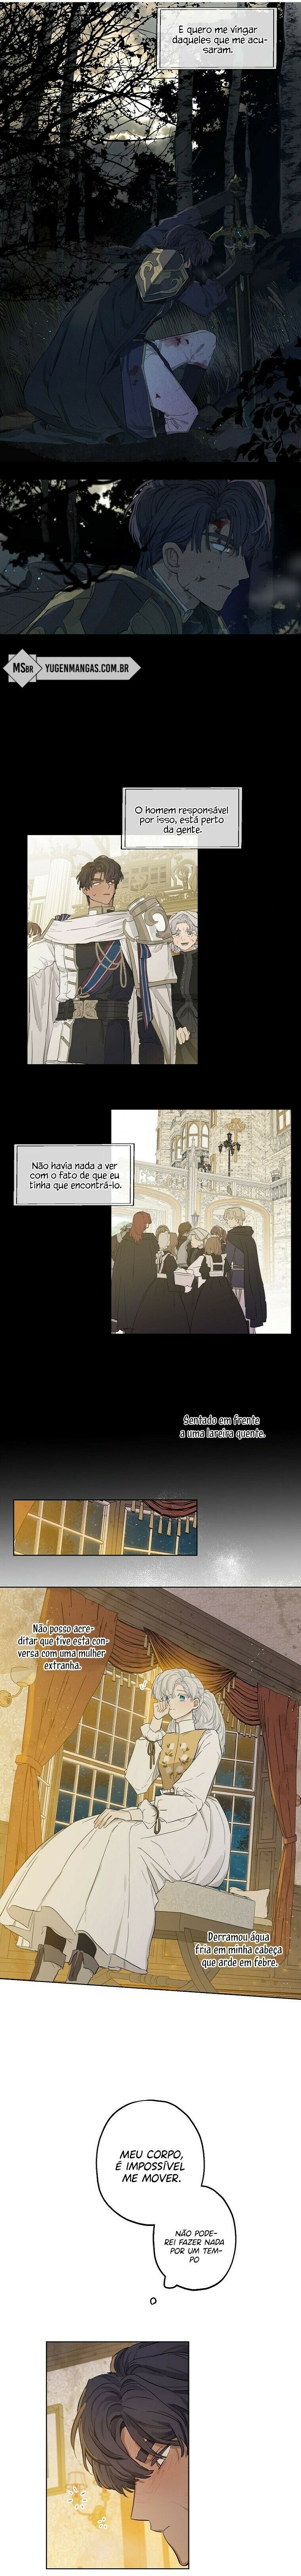 E quero me vingar
daqueles que me acu-
saram.
MSBR
YUGENMANGAS.COM.BR
O homem responsável
por isso, está perto
da gente.
Não havia nada a ver
com o fato de que eu
tinha que encontrá-lo.
Sentado em frente
a uma lareira quente.
Não posso acre-
ditar que tive esta con-
versa com uma mulher
extranha.
Derramou água
fria em minha cabeça
que arde em febre.
MEU CORPO,
É IMPOSSÍVEL
ME MOVER.
NÃO PODE-
REI FAZER NADA
POR UM TEM-
PO